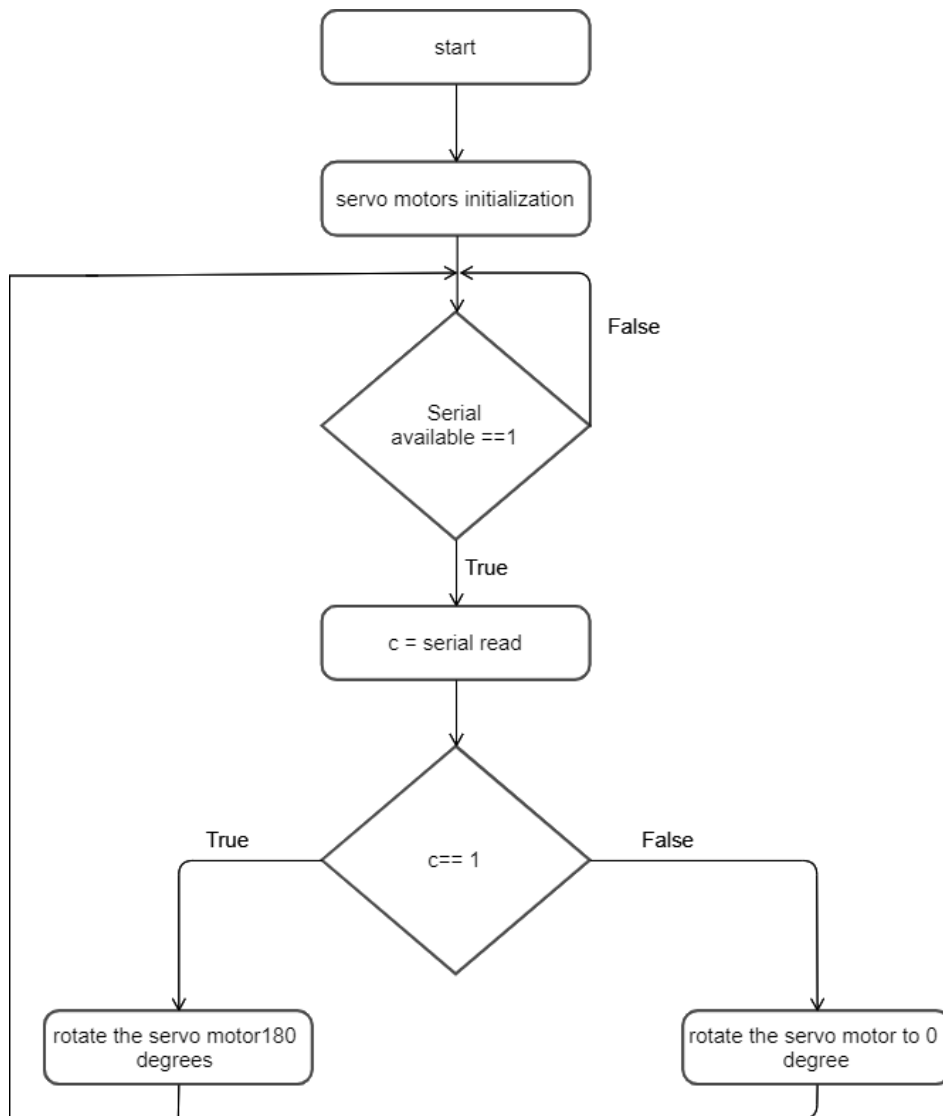 start
servo motors initialization
False
Serial
available ==1
True
c = serial read
True
False
c== 1
rotate the servo motor180
degrees
rotate the servo motor to 0
degree